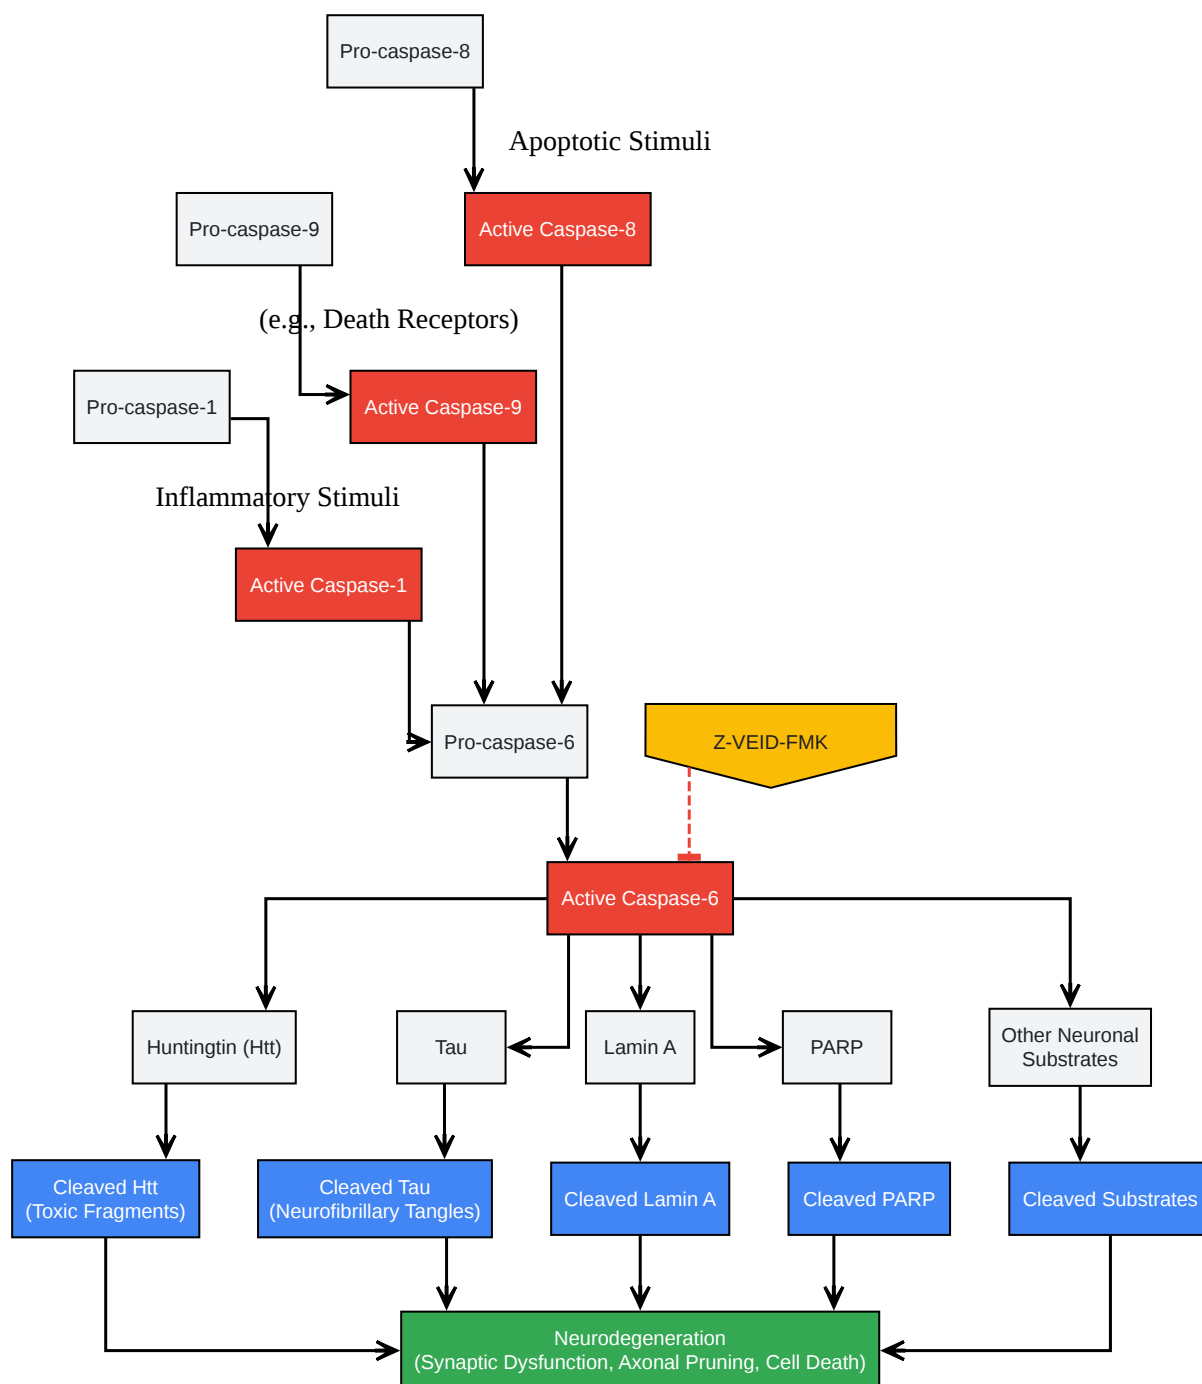 Pro-caspase-8
Apoptotic Stimuli
Pro-caspase-9
Active Caspase-8
(e.g., Death Receptors)
Pro-caspase-1
Active Caspase-9
Inflammatory Stimuli
Active Caspase-1
Pro-caspase-6
Z-VEID-FMK
Active Caspase-6
Huntingtin (Htt)
Tau
Lamin A
PARP
Other Neuronal
Substrates
Cleaved Htt
(Toxic Fragments)
Cleaved Tau
(Neurofibrillary Tangles)
Cleaved Lamin A
Cleaved PARP
Cleaved Substrates
Neurodegeneration
(Synaptic Dysfunction, Axonal Pruning, Cell Death)